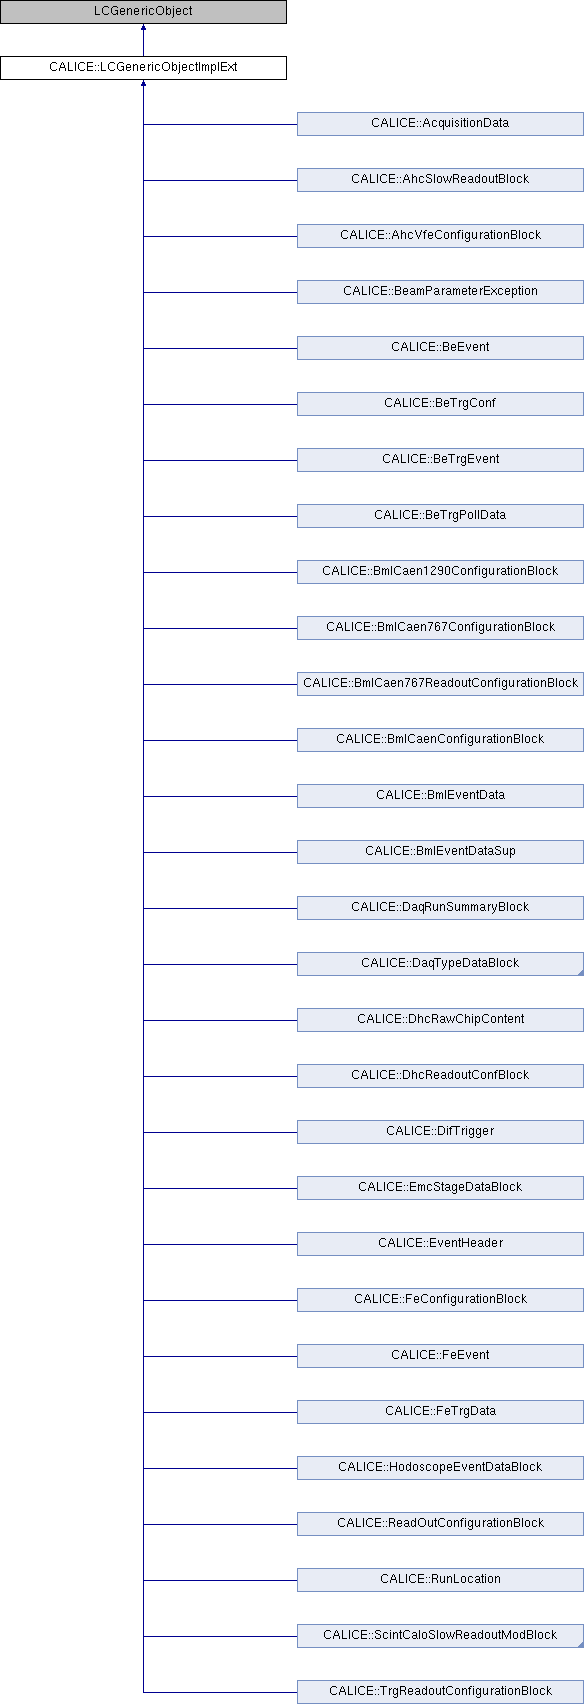 LCGenericObject
CALICE::LCGenericObjectImplExt
CALICE::AcquisitionData
CALICE::AhcSlowReadoutBlock
CALICE::AhcVfeConfigurationBlock
CALICE::BeamParameterException
CALICE::BeEvent
CALICE::BeTrgConf
CALICE::BeTrgEvent
CALICE::BeTrgPollData
CALICE::BmlCaen1290ConfigurationBlock
CALICE::BmlCaen767ConfigurationBlock
CALICE::BmlCaen767ReadoutConfigurationBlock
CALICE::BmlCaenConfigurationBlock
CALICE::BmlEventData
CALICE::BmlEventDataSup
CALICE::DaqRunSummaryBlock
CALICE::DaqTypeDataBlock
CALICE::DhcRawChipContent
CALICE::DhcReadoutConfBlock
CALICE::DifTrigger
CALICE::EmcStageDataBlock
CALICE::EventHeader
CALICE::FeConfigurationBlock
CALICE::FeEvent
CALICE::FeTrgData
CALICE::HodoscopeEventDataBlock
CALICE::ReadOutConfigurationBlock
CALICE::RunLocation
CALICE::ScintCaloSlowReadoutModBlock
CALICE::TrgReadoutConfigurationBlock